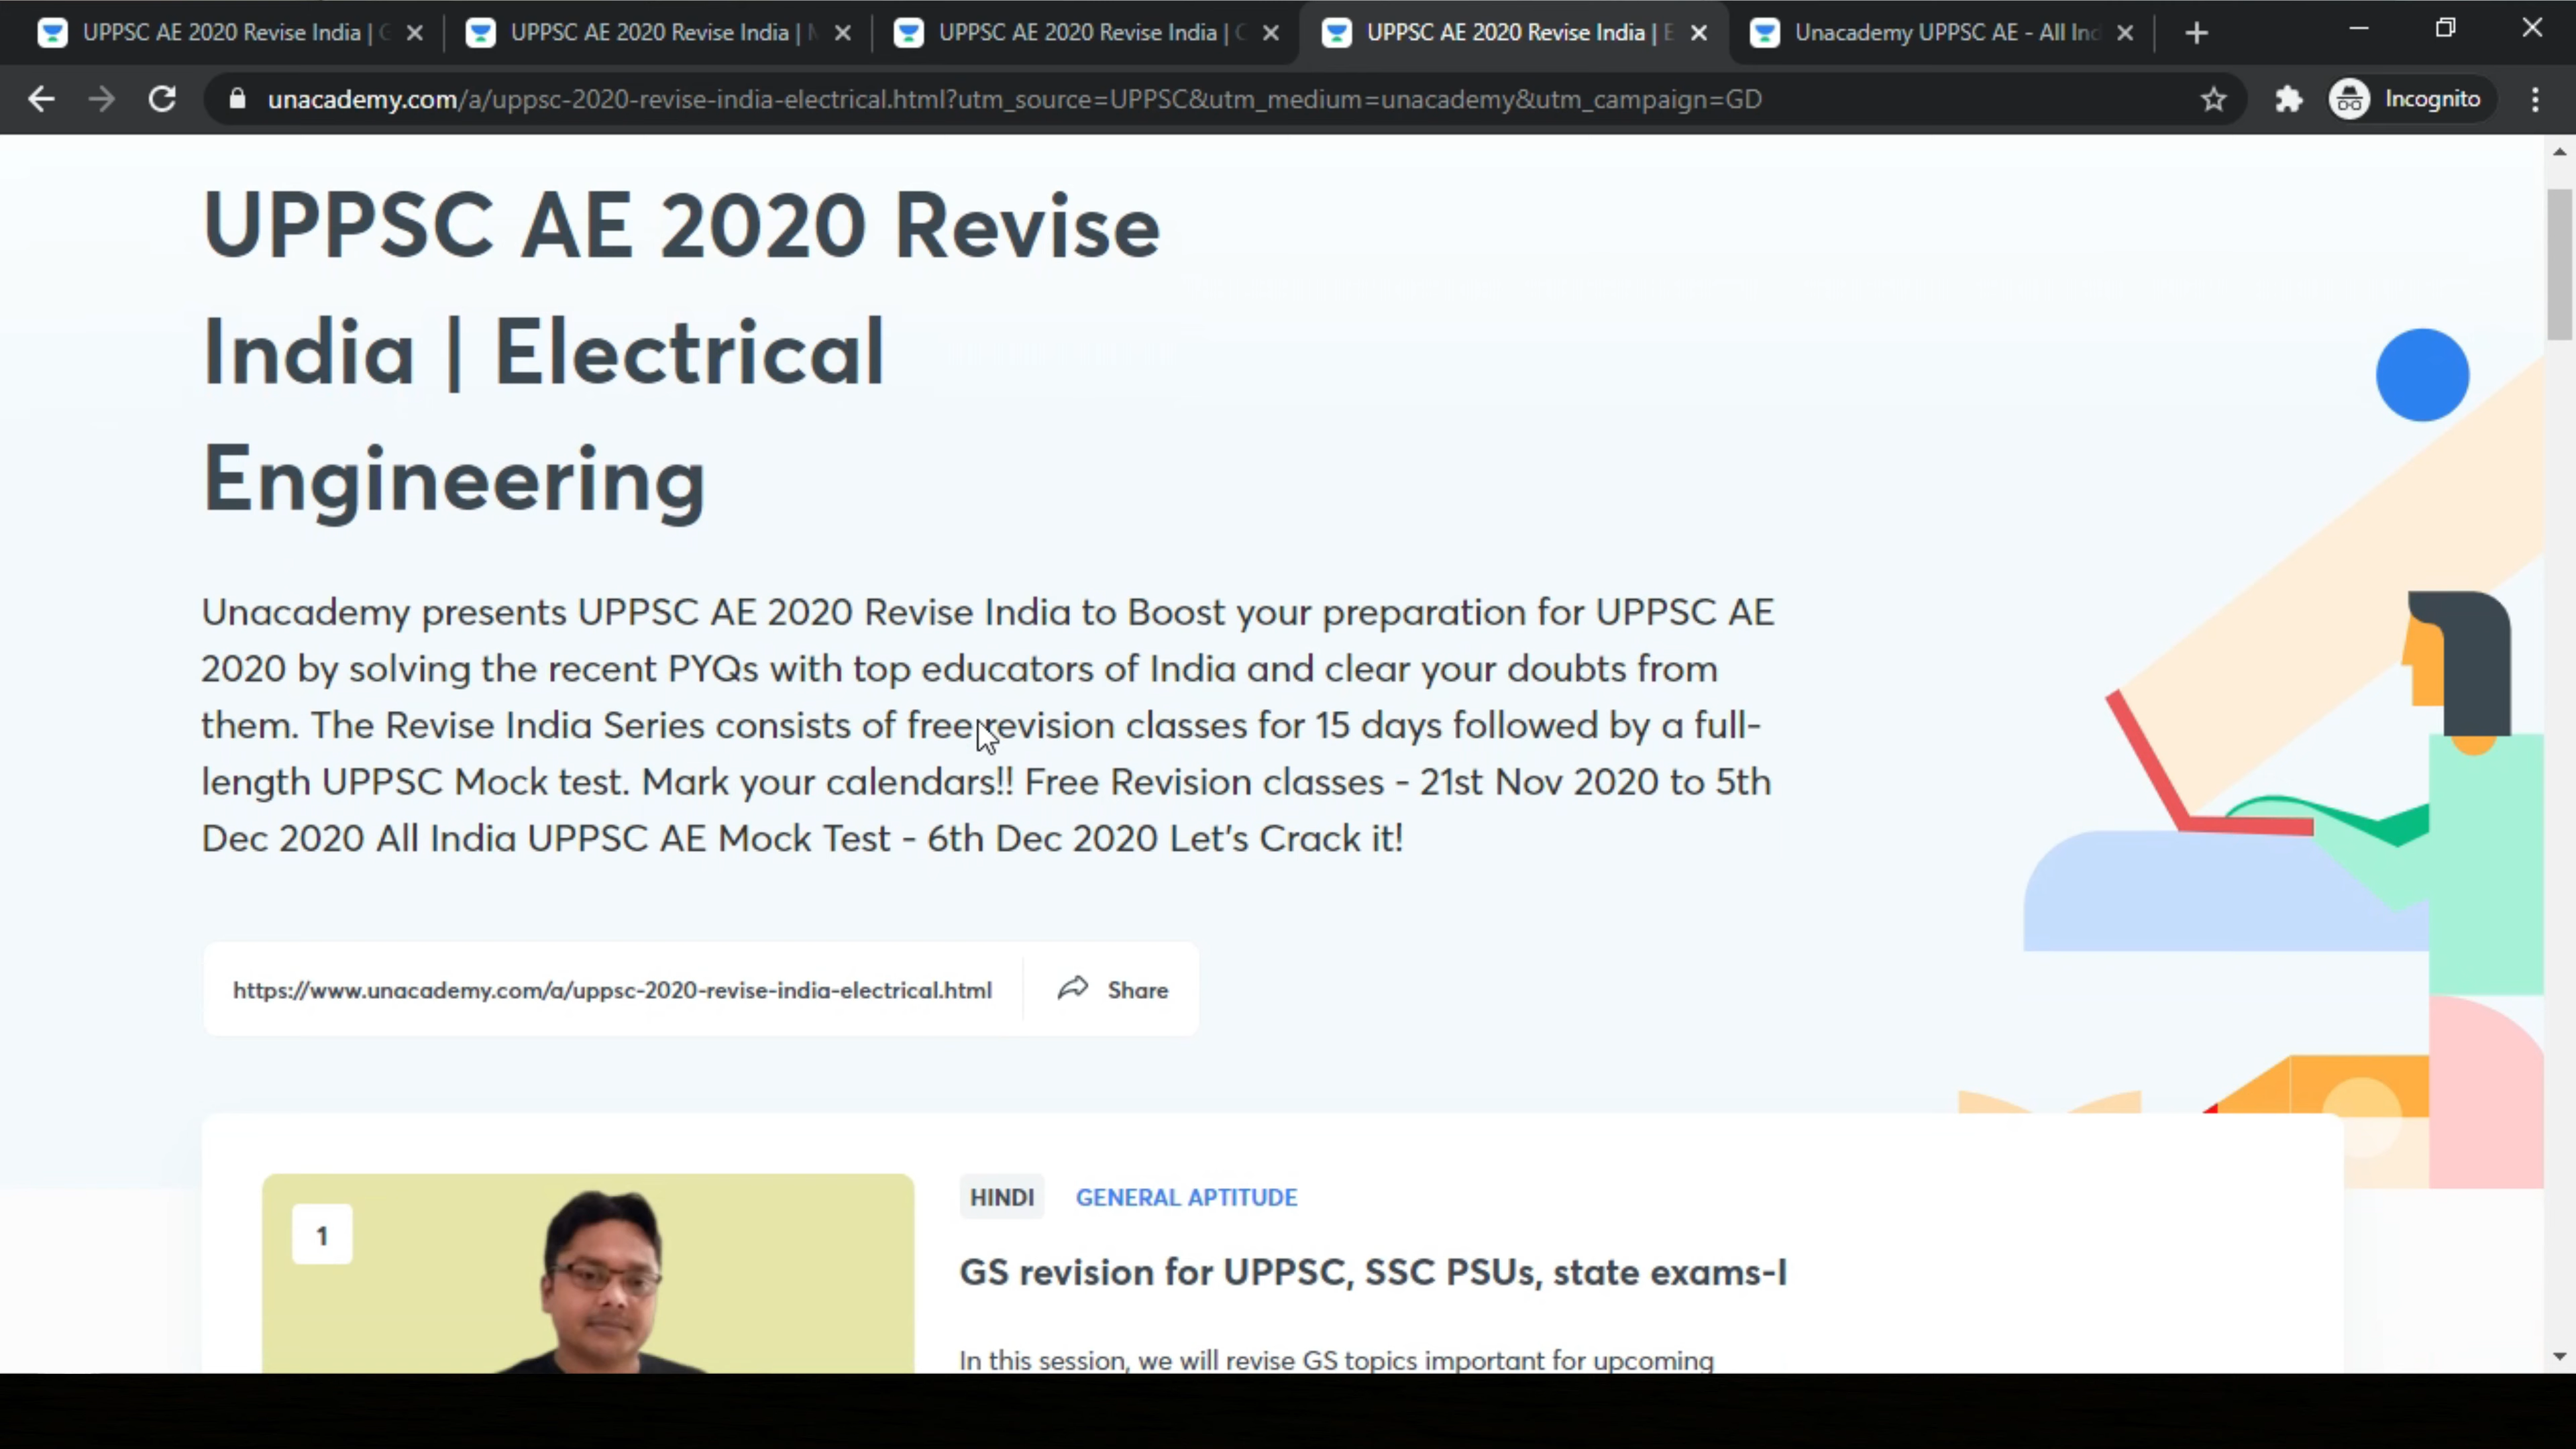 UPPSC AE 2020 Revise India |
UPPSC AE 2020 Revise India |
UPPSC AE 2020 Revise India |
UPPSC AE 2020 Revise India | E
Unacademy UPPSC AE - All Ind
unacademy.com/a/uppsc-2020-revise-india-electrical.html?utm_source=UPPSC&utm_medium=unacademy&utm_campaign=GD
Incognito
UPPSC AE 2020 Revise
India | Electrical
Engineering
Unacademy presents UPPSC AE 2020 Revise India to Boost your preparation for UPPSC AE
2020 by solving the recent PYQs with top educators of India and clear your doubts from
them. The Revise India Series consists of free revision classes for 15 days followed by a full-
length UPPSC Mock test. Mark your calendars!! Free Revision classes - 21st Nov 2020 to 5th
Dec 2020 All India UPPSC AE Mock Test - 6th Dec 2020 Let's Crack it!
https://www.unacademy.com/a/uppsc-2020-revise-india-electrical.html
Share
1
HINDI GENERAL APTITUDE
GS revision for UPPSC, SSC PSUs, state exams-I
In this session, we will revise GS topics important for upcoming